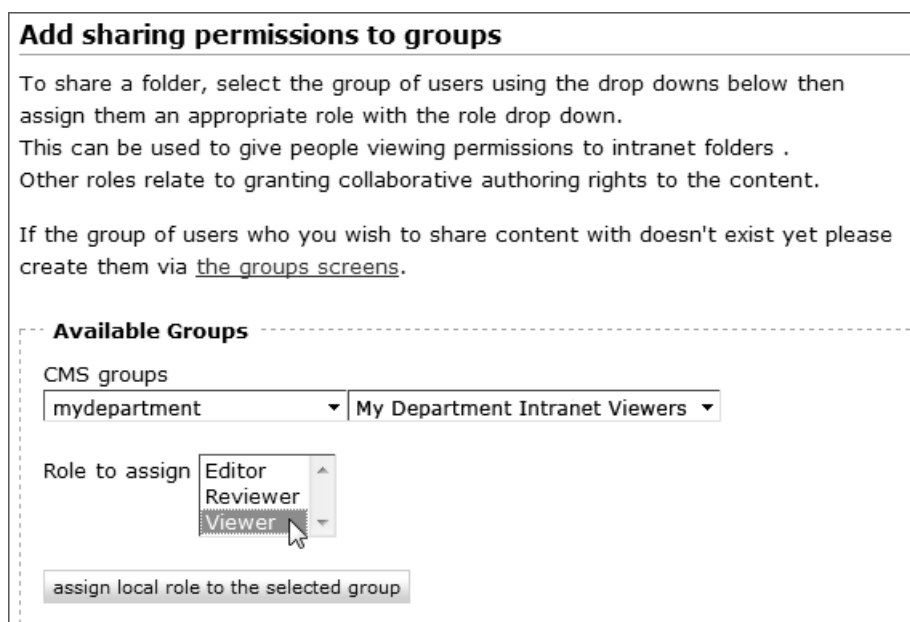 Add sharing permissions to groups
To share a folder, select the group of users using the drop downs below then
assign them an appropriate role with the role drop down.
This can be used to give people viewing permissions to intranet folders .
Other roles relate to granting collaborative authoring rights to the content.
If the group of users who you wish to share content with doesn't exist yet please
create them via the groups screens.
Available Groups
CMS groups
mydepartment My Department Intranet Viewers
Role to assign Editor
Reviewer
Viewer
assign local role to the selected group